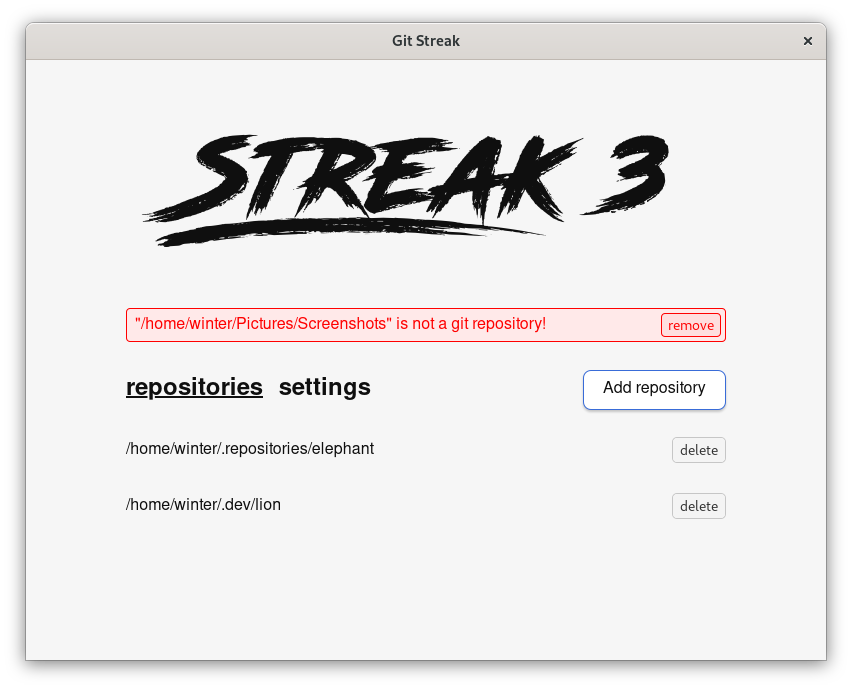 Git Streak
STREAK 3
"/home/winter/Pictures/Screenshots" is not a git repository!
remove
repositories settings
Add repository
/home/winter/.repositories/elephant
delete
/home/winter/.dev/lion
delete